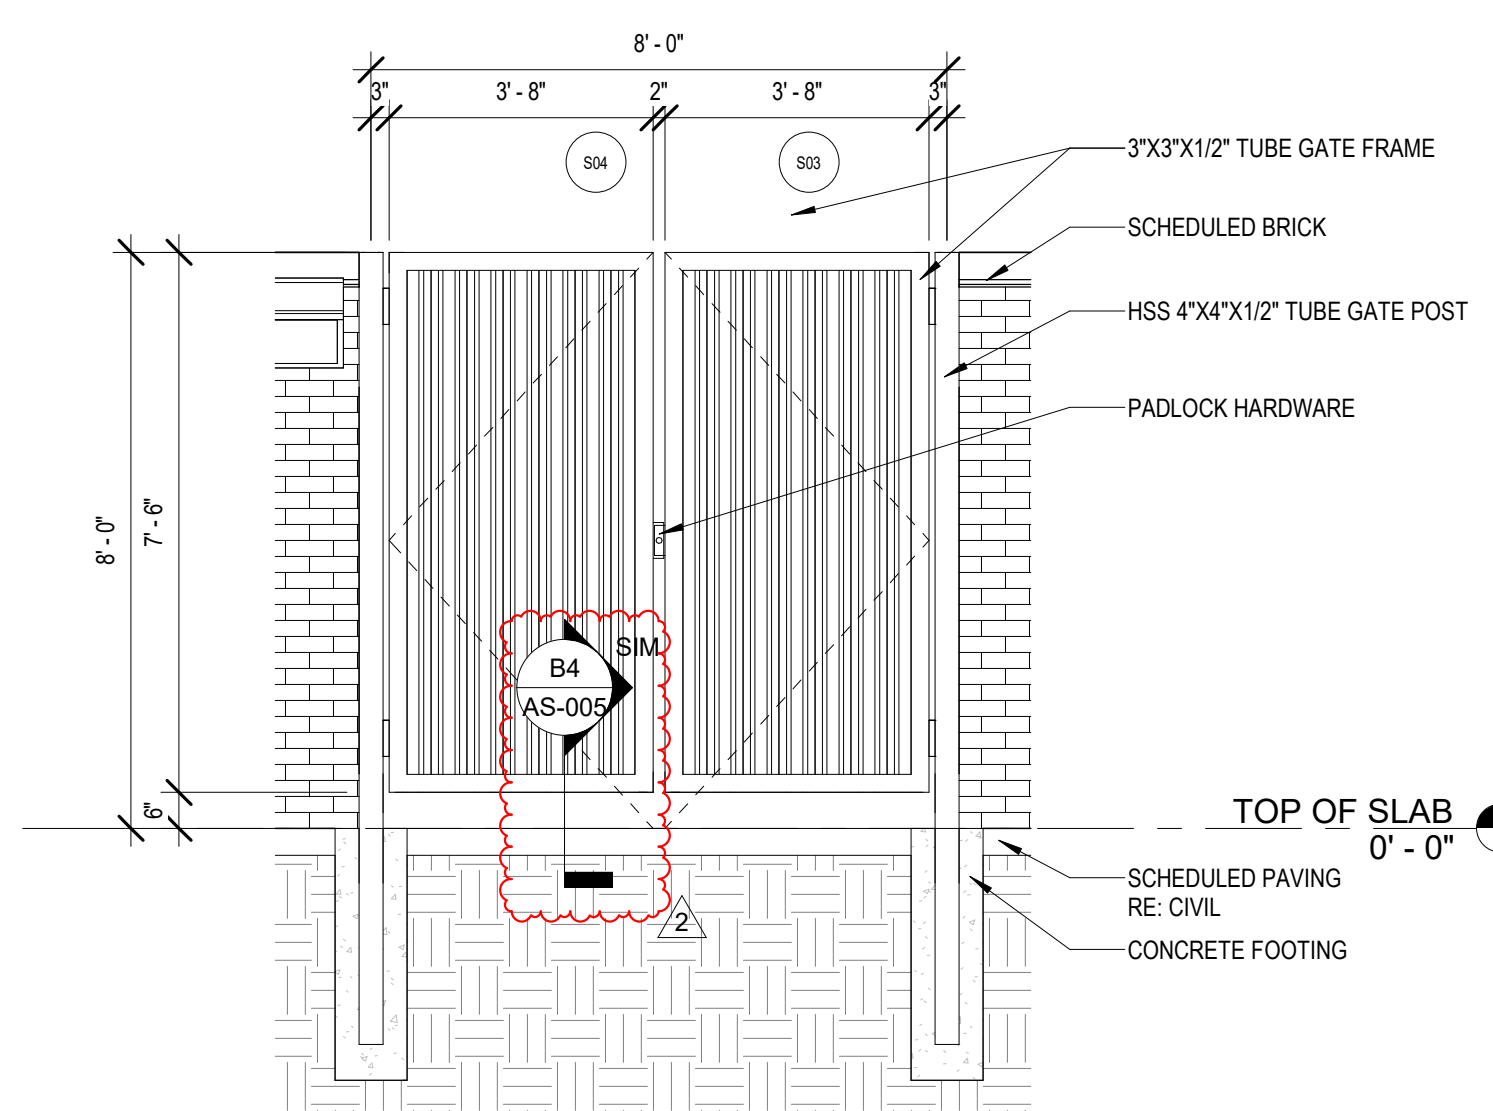 8' - 0"
3"
3' - 8"
2"
3' - 8"
3"
S04
S03
3"X3"X1/2" TUBE GATE FRAME
SCHEDULED BRICK
HSS 4"X4"X1/2" TUBE GATE POST
PADLOCK HARDWARE
8' - 0"
7' - 6"
6"
SIM
B4
AS-005
2
TOP OF SLAB
0' - 0"
SCHEDULED PAVING
RE: CIVIL
CONCRETE FOOTING